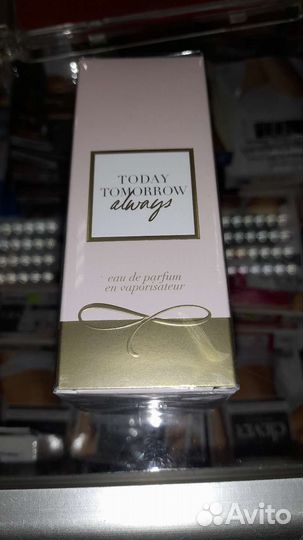 TODAY
TOMORROW
always
eau de parfum
en vaporisateur
Avito